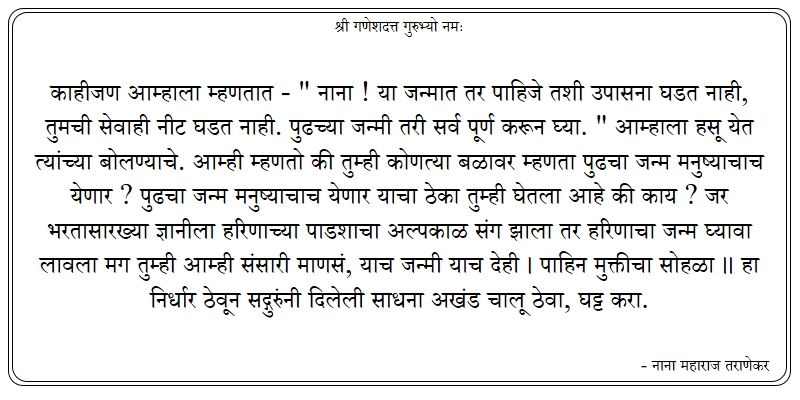 श्री गणेशदत्त गुरुभ्यो नमः
काहीजण आम्हाला म्हणतात - " नाना ! या जन्मात तर पाहिजे तशी उपासना घडत नाही,
तुमची सेवाही नीट घडत नाही. पुढच्या जन्मी तरी सर्व पूर्ण करून घ्या. " आम्हाला हसू येत
त्यांच्या बोलण्याचे. आम्ही म्हणतो की तुम्ही कोणत्या बळावर म्हणता पुढचा जन्म मनुष्याचाच
येणार ? पुढचा जन्म मनुष्याचाच येणार याचा ठेका तुम्ही घेतला आहे की काय ? जर
भरतासारख्या ज्ञानीला हरिणाच्या पाडशाचा अल्पकाळ संग झाला तर हरिणाचा जन्म घ्यावा
लावला मग तुम्ही आम्ही संसारी माणसं, याच जन्मी याच देही । पाहिन मुक्तीचा सोहळा ॥ हा
निर्धार ठेवून सद्गुरुंनी दिलेली साधना अखंड चालू ठेवा, घट्ट करा.
- नाना महाराज तराणेकर